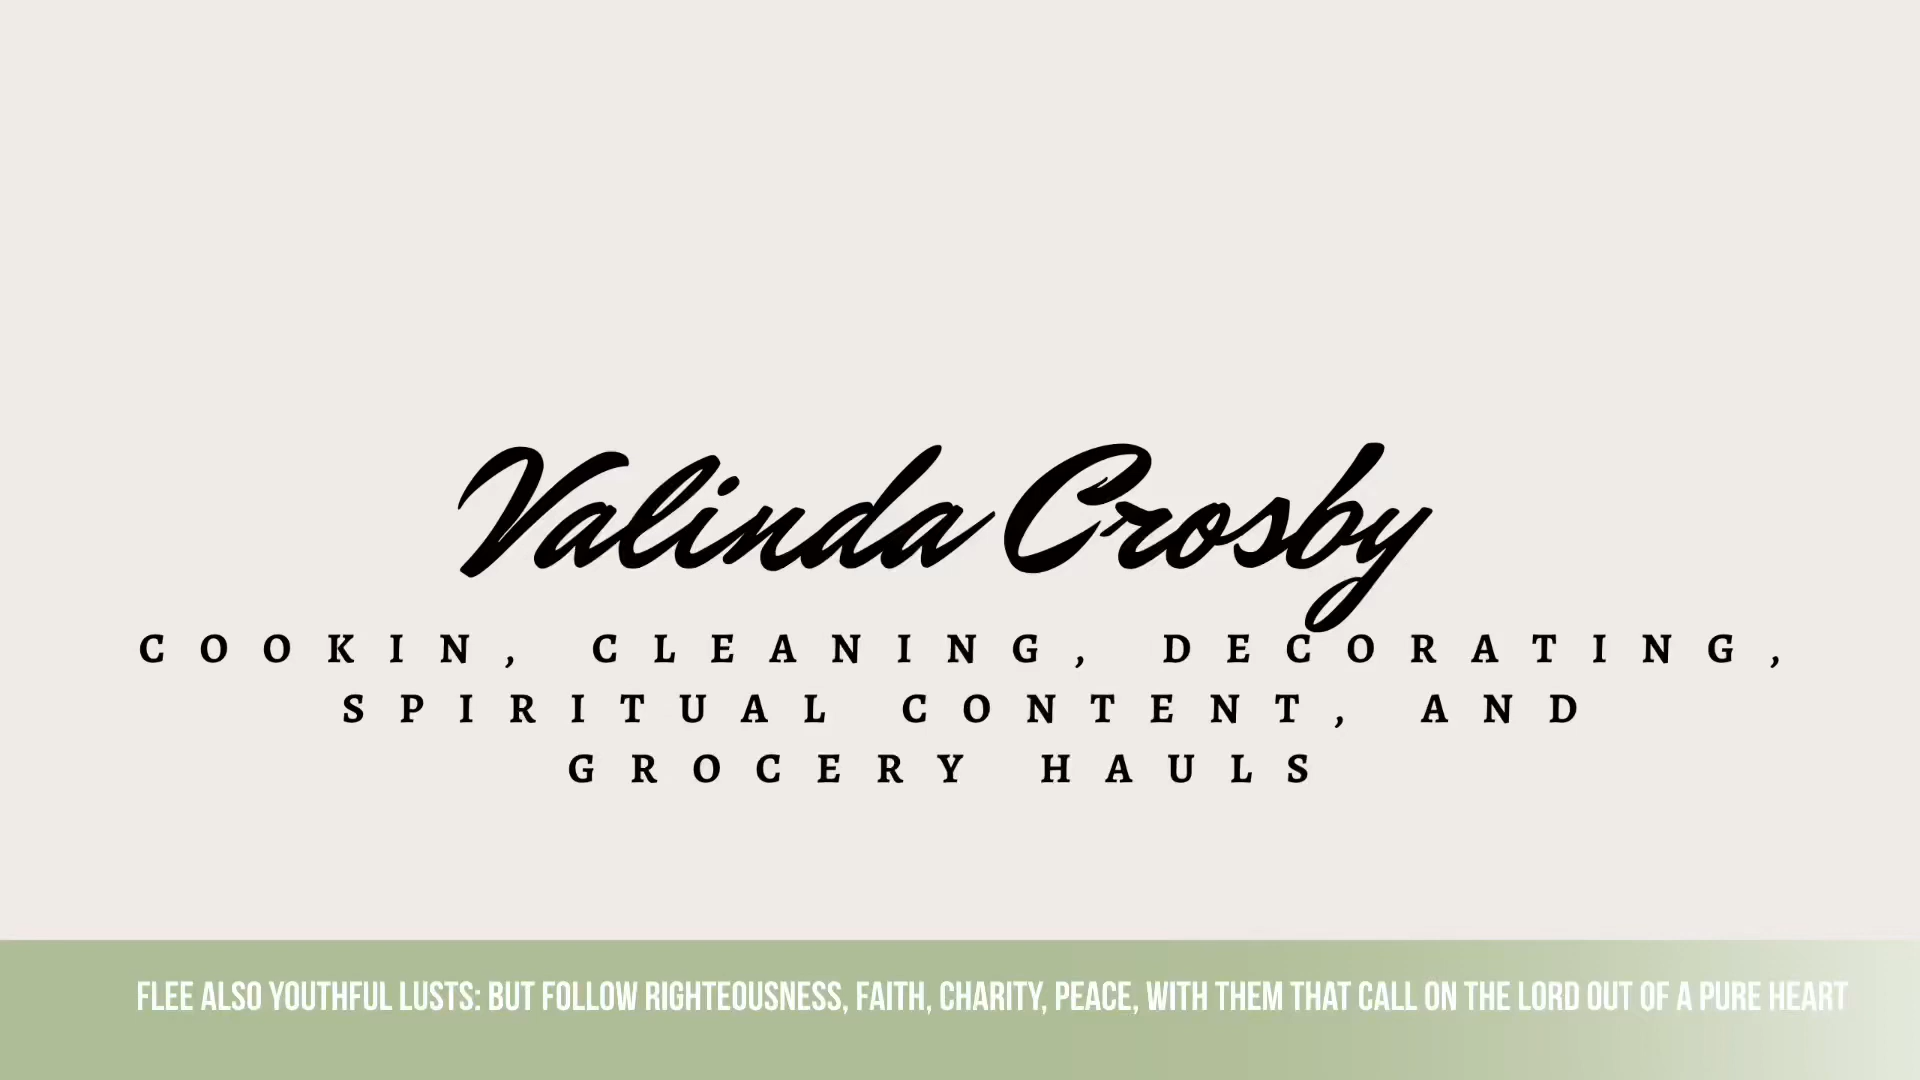 Valinda Crosby
COOKIN, CLEANING, DECORATING,
SPIRITUAL CONTENT, AND
GROCERY HAULS
FLEE ALSO YOUTHFUL LUSTS: BUT FOLLOW RIGHTEOUSNESS, FAITH, CHARITY, PEACE, WITH THEM THAT CALL ON THE LORD OUT OF A PURE HEART